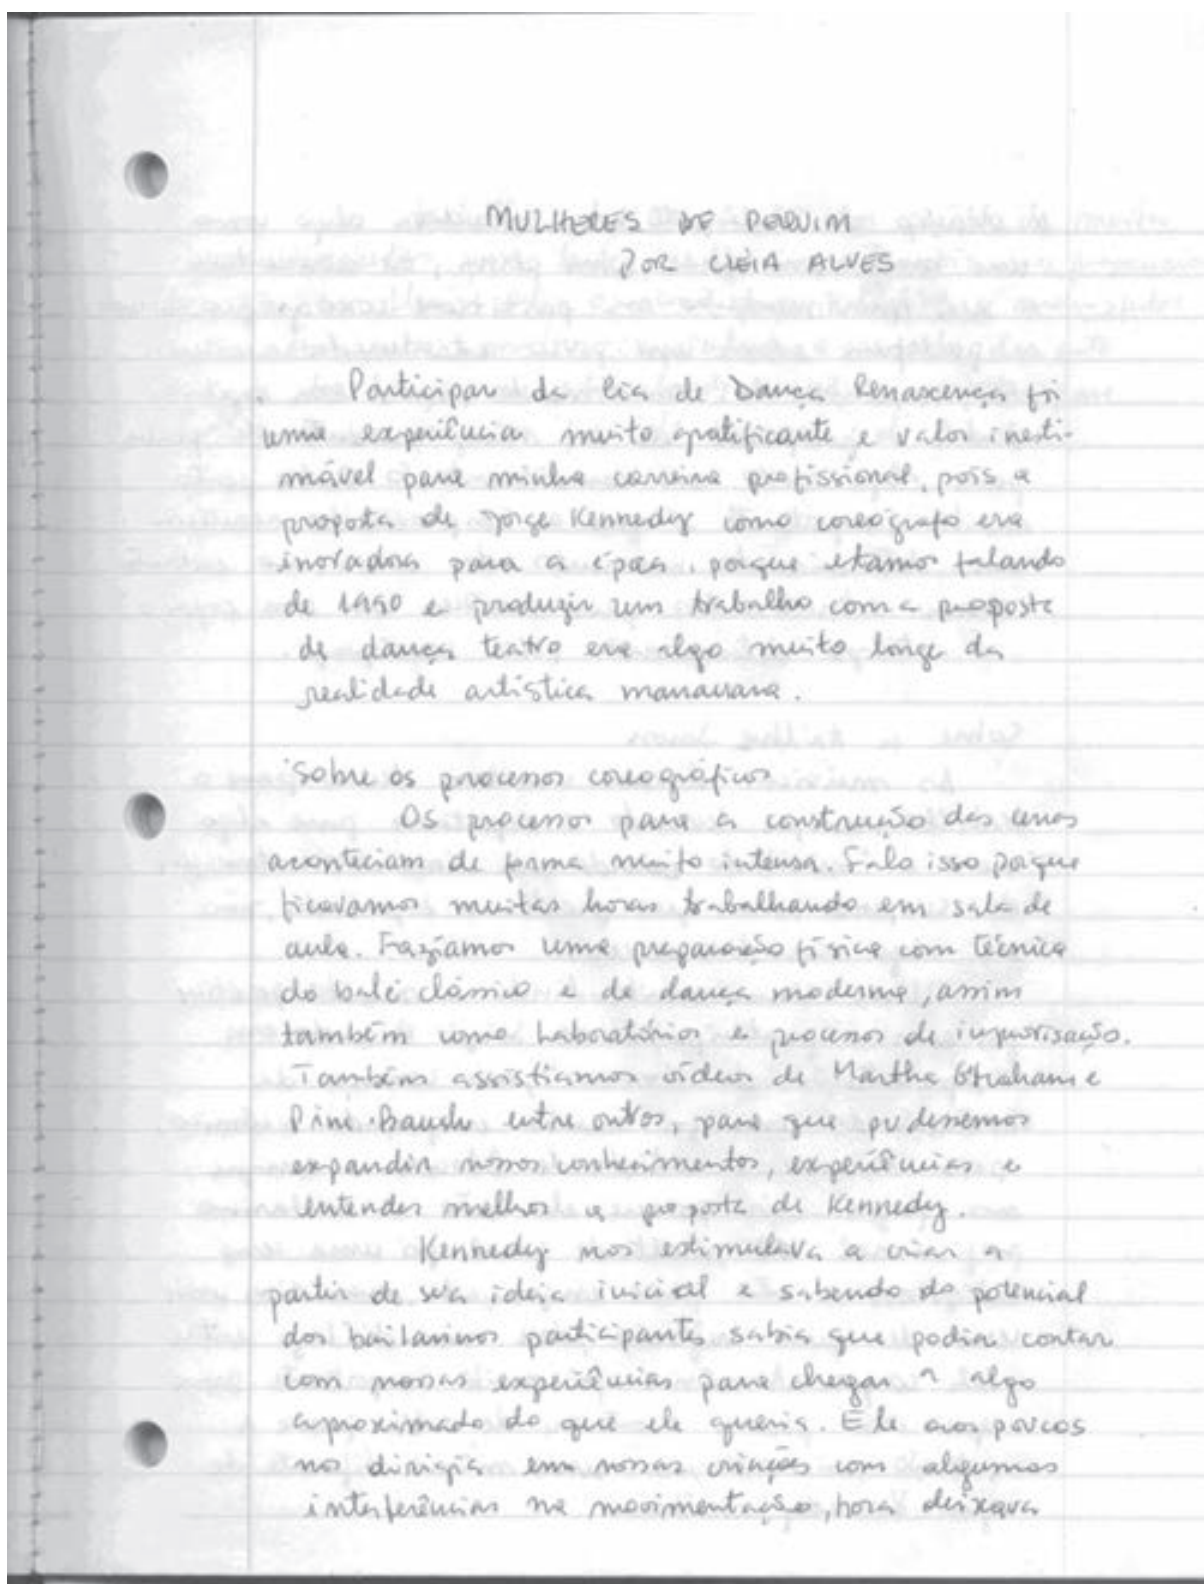 MULHERES DE PEQUIM
POR CLÉIA ALVES
Participar da Cia de Dança Renascença foi
uma experiência muito gratificante e valor inesti-
mável para minha carreira profissional, pois a
proposta de Jorge Kennedy como coreógrafo era
inovadora para a época, porque estamos falando
de 1990 e produzir um trabalho com a proposta
de dança teatro era algo muito longe da
realidade artística manauara.
Sobre os processos coreográficos
Os processos para a construção das cenas
aconteciam de forma muito intensa. Falo isso porque
ficavamos muitas horas trabalhando em sala de
aula. Fazíamos uma preparação física com técnica
do balé clássico e de dança moderna, assim
também como laboratórios e processos de improvisação.
Também assistiamos vídeos de Martha Graham e
Pina Bausch entre outros, para que pudessemos
expandir nossos conhecimentos, experiências e
entender melhor a proposta de Kennedy.
Kennedy nos estimulava a criar a
partir de sua ideia inicial e sabendo do potencial
dos bailarinos participantes sabia que podia contar
com nossas experiências para chegar a algo
aproximado do que ele queria. Ele aos poucos
nos dirigia em nossas criações com algumas
interferências na movimentação, hora deixava